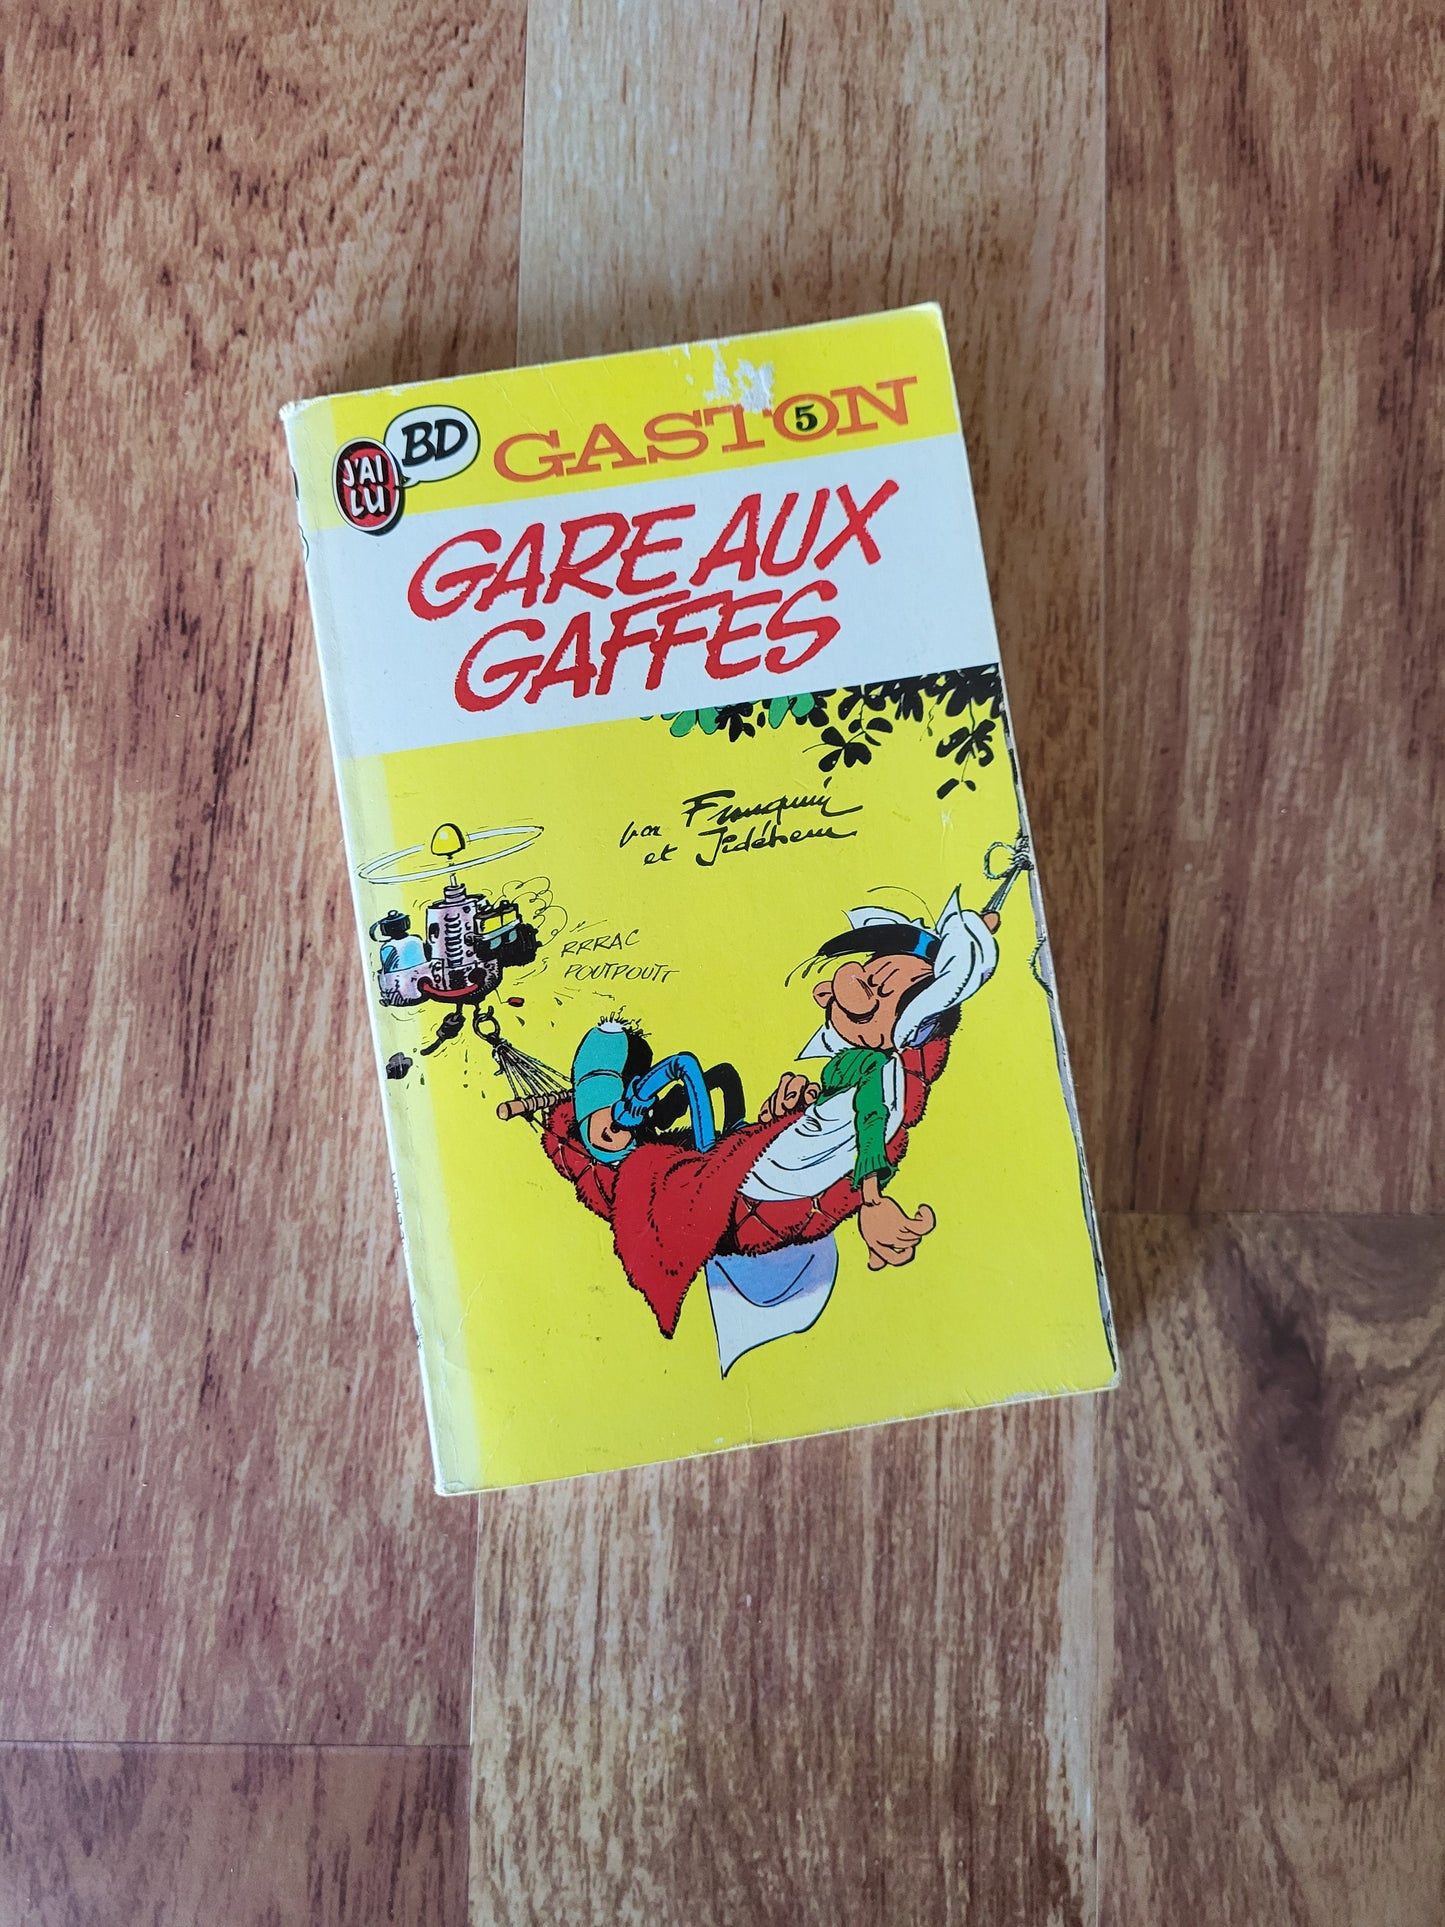 J'AI
LU
BD
GASTON
5
GARE AUX
GAFFES
par Franquin
et Jidéhem
RRRAC
POUTPOUTT